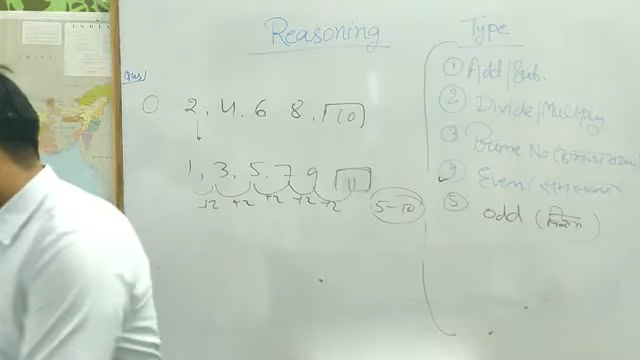 Reasoning
Ques
2, 4, 6 8, 10
1, 3, 5, 7 9 11
+2 +2 +2 +2 +2
5-10
Type
① Add/Sub.
② Divide/Multiply
③ Prime No
④ Even
⑤ odd
INDIA